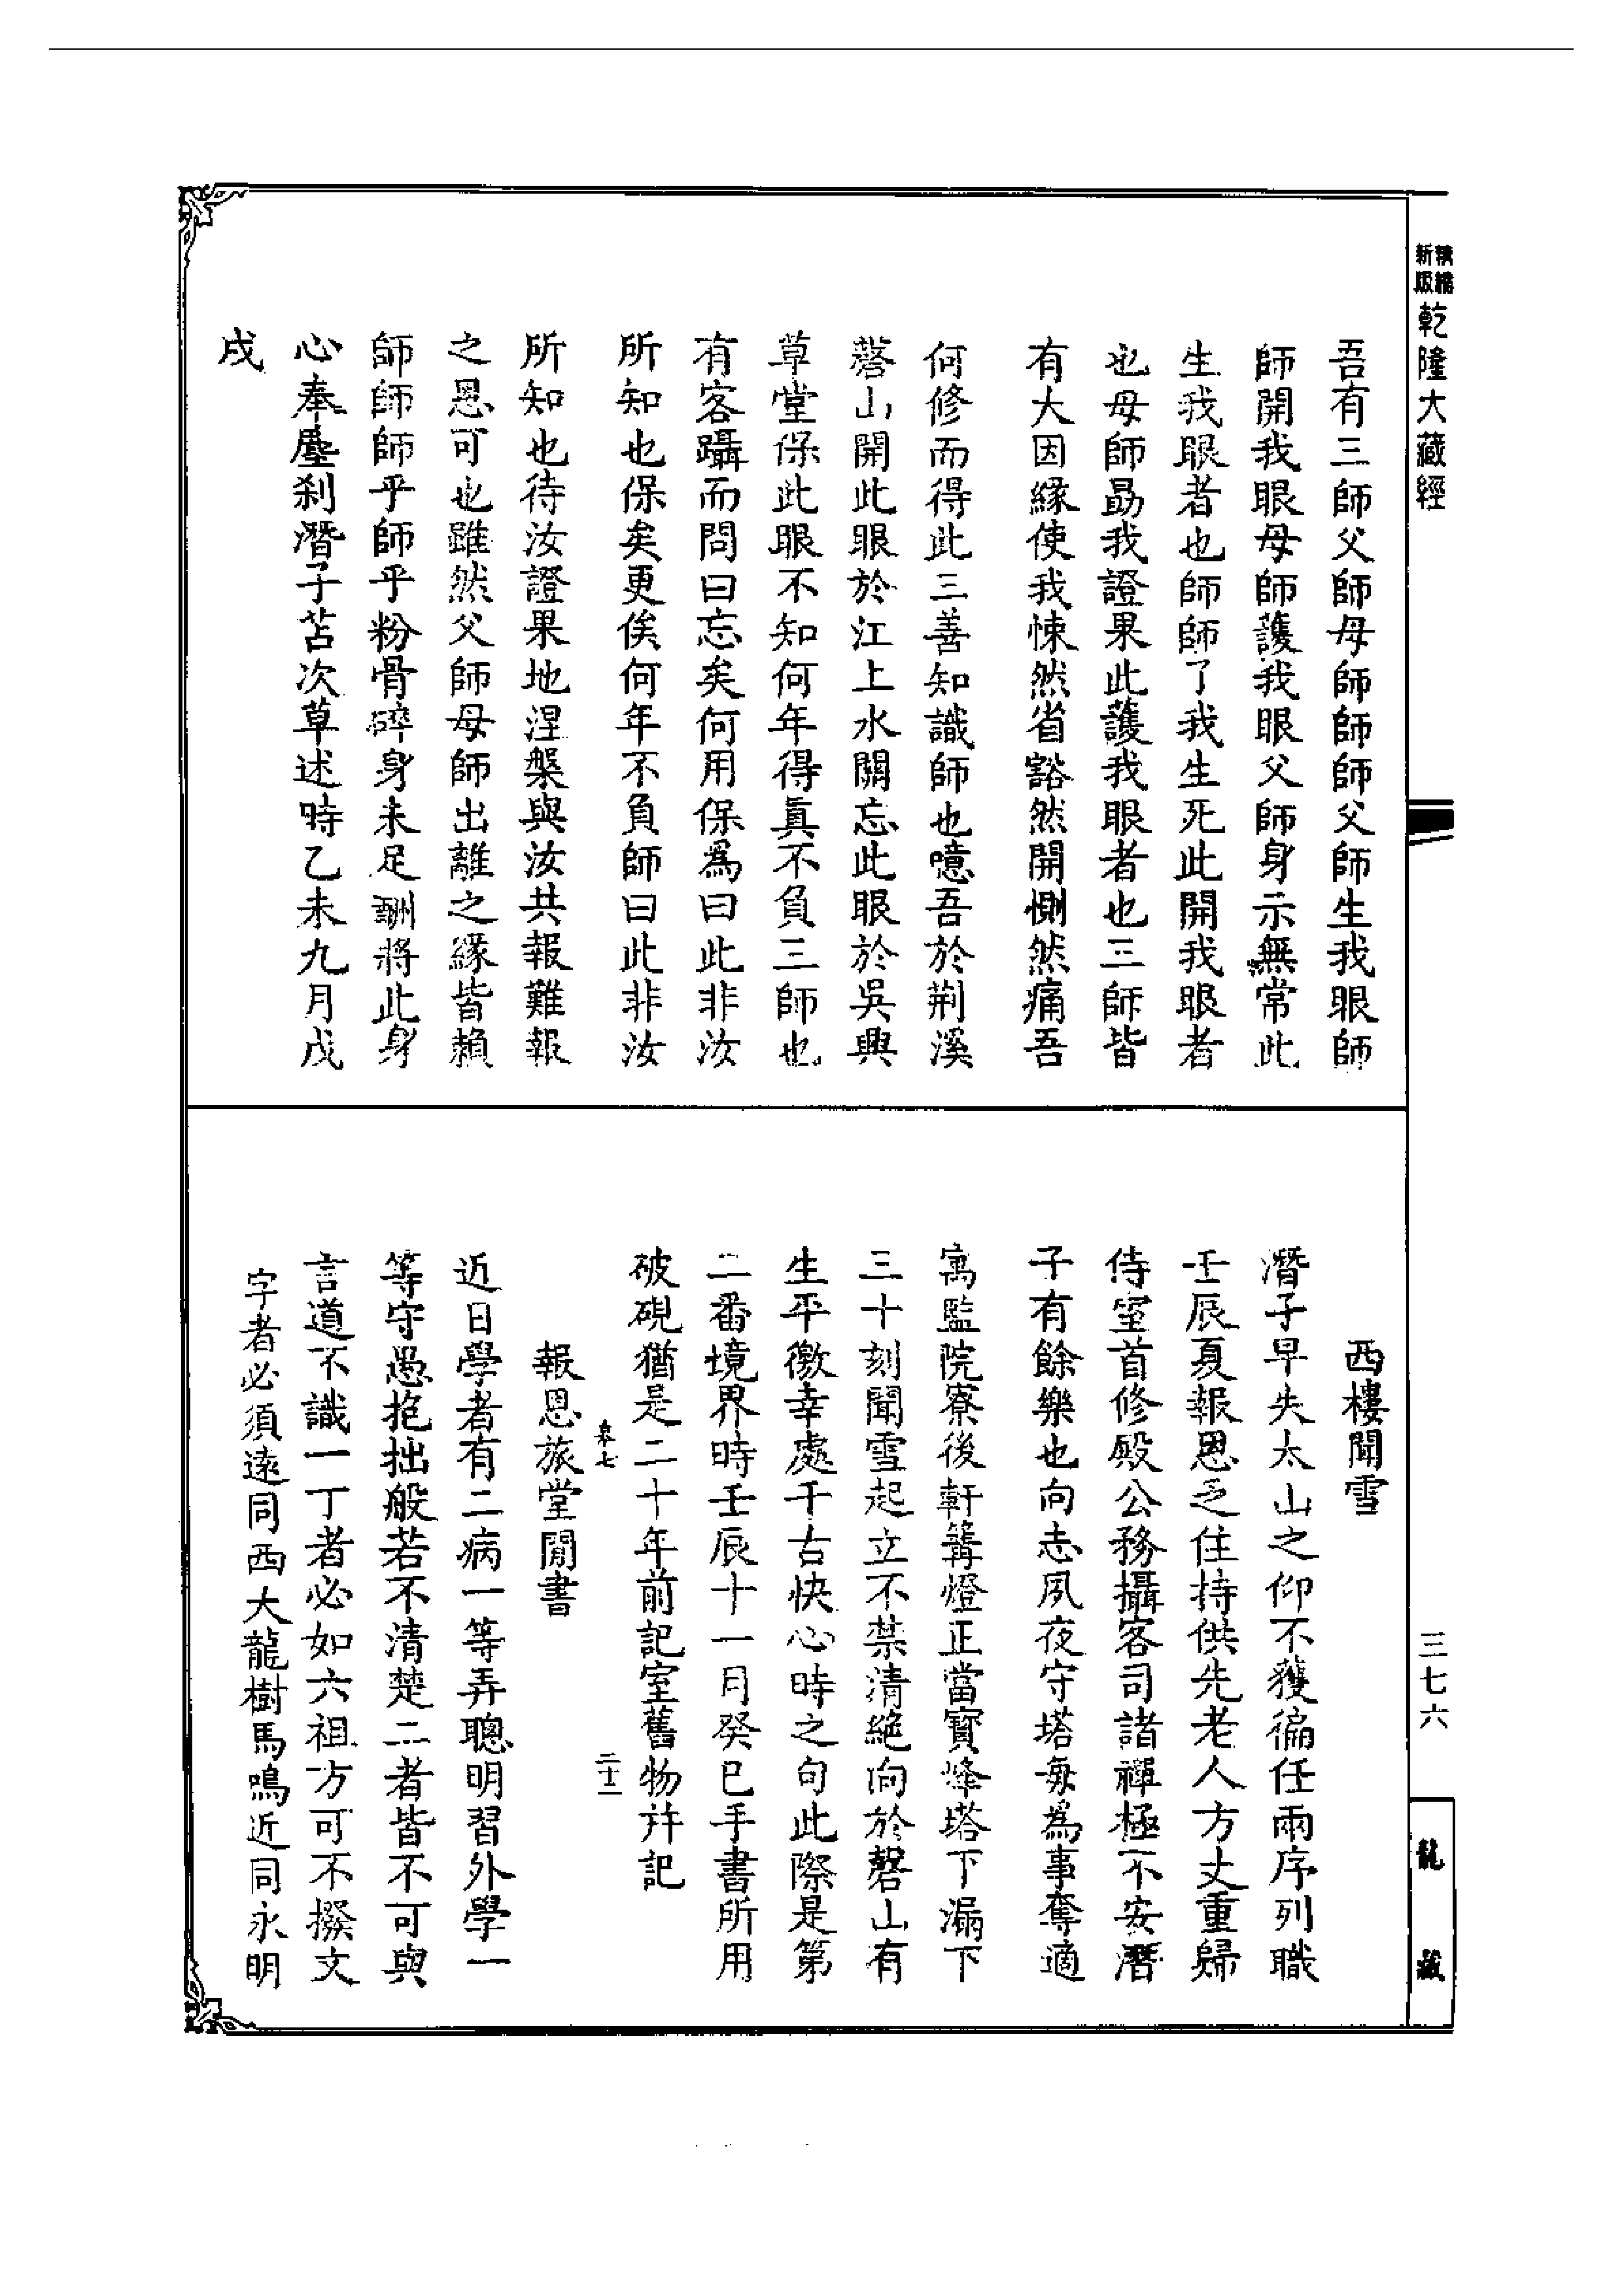 精編新版乾隆大藏經
吾有三師父師母師師師父師生我眼師
師開我眼母師護我眼父師身示無常此
生我眼者也師師了我生死此開我眼者
也母師勗我證果此護我眼者也三師皆
有大因緣使我悚然省豁然開惻然痛吾
何修而得此三善知識師也噫吾於荆溪
磬山開此眼於江上水關忘此眼於吳興
草堂保此眼不知何年得真不負三師也
有客躡而問曰忘矣何用保為曰此非汝
所知也保矣更俟何年不負師曰此非汝
所知也待汝證果地涅槃與汝共報難報
之恩可也雖然父師母師出離之緣皆賴
師師師乎師乎粉骨碎身未足酬將此身
心奉塵刹潛子苫次草述時乙未九月戊
戌
西樓聞雪
潛子早失太山之仰不獲徧任兩序列職
壬辰夏報恩乏住持供先老人方丈重歸
侍室首修殿公務攝客司諸禪極不安潛
子有餘樂也向志夙夜守塔每為事奪適
寓監院寮後軒篝燈正當寳峰塔下漏下
三十刻聞雪起立不禁清絕向於磬山有
生平徼幸處千古快心時之句此際是第
二番境界時壬辰十一月癸巳手書所用
破硯猶是二十年前記室舊物幷記
二十一
報恩旅堂閒書
近日學者有二病一等弄聰明習外學一
等守愚抱拙般若不清楚二者皆不可與
言道不識一丁者必如六祖方可不撥文
字者必須遠同西大龍樹馬鳴近同永明
三七六
龍藏